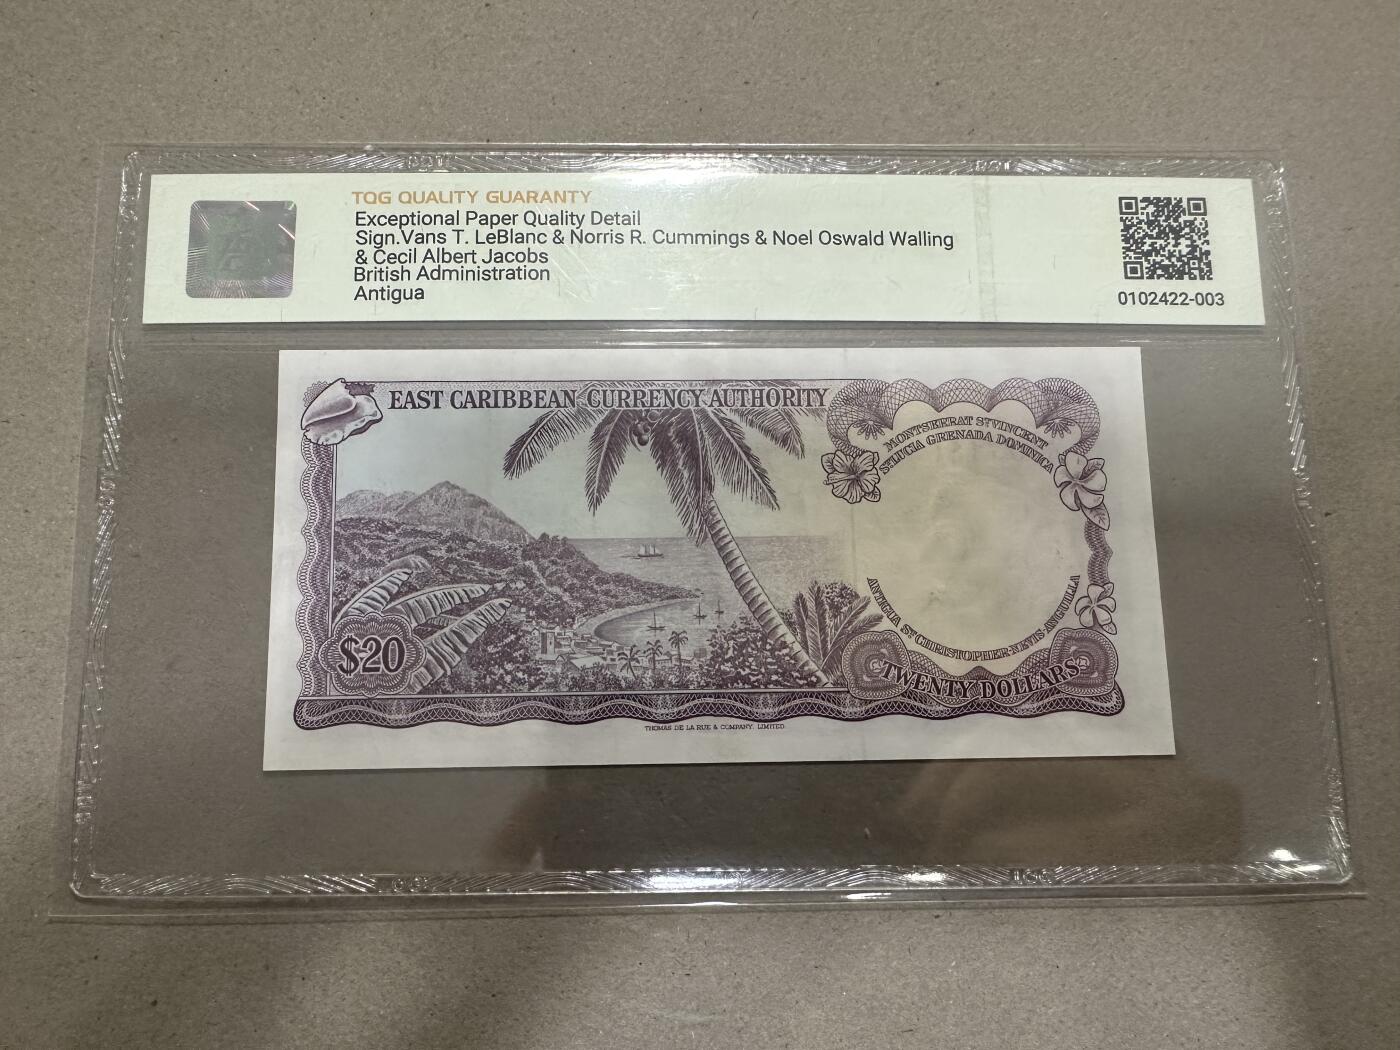 TQG QUALITY GUARANTY
Exceptional Paper Quality Detail
Sign.Vans T. LeBlanc & Norris R. Cummings & Noel Oswald Walling
& Cecil Albert Jacobs
British Administration
Antigua
0102422-003
EAST CARIBBEAN CURRENCY AUTHORITY
MONTSERRAT ST VINCENT
ST LUCIA GRENADA DOMINICA
ANTIGUA ST CHRISTOPHER-NEVIS-ANGUILLA
$20
TWENTY DOLLARS
THOMAS DE LA RUE & COMPANY, LIMITED.